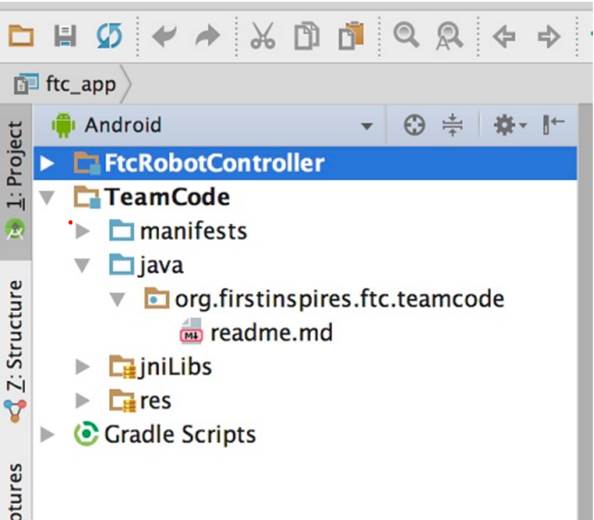 ftc_app
Android
1: Project
FtcRobotController
TeamCode
manifests
java
org.firstinspires.ftc.teamcode
readme.md
jniLibs
res
Gradle Scripts
Z: Structure
ptures